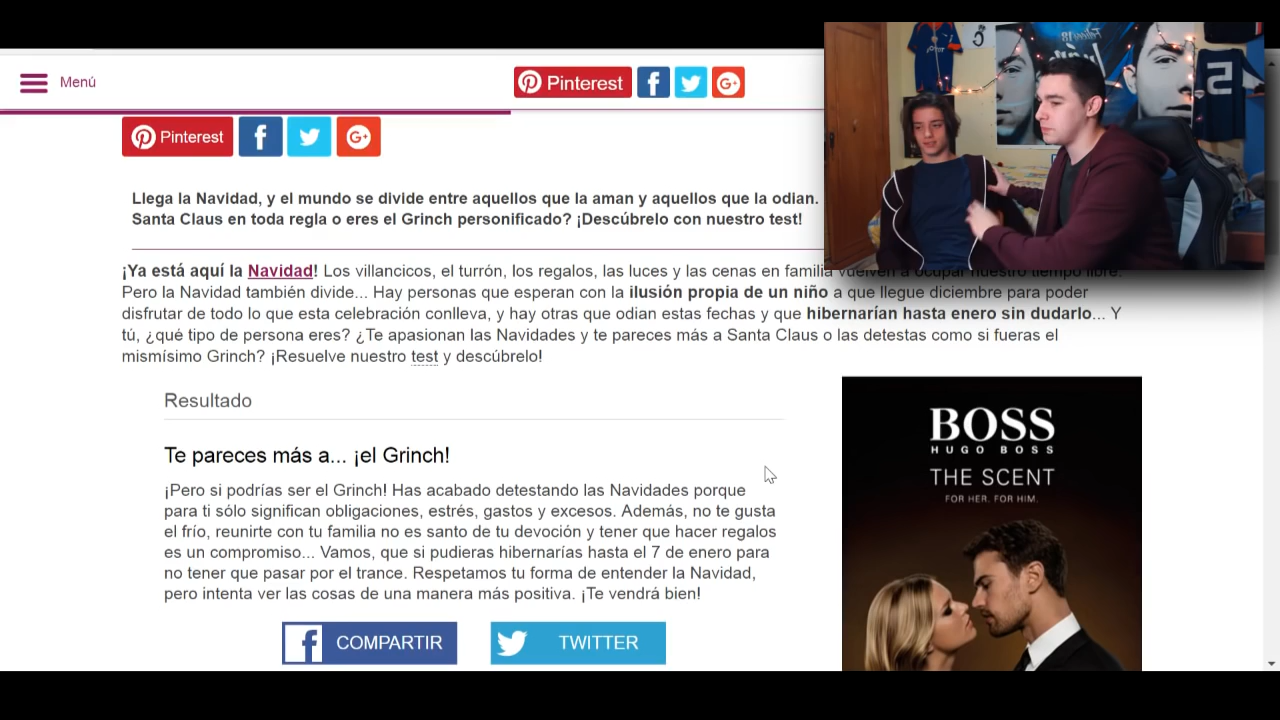 Menú
Pinterest
Pinterest
Llega la Navidad, y el mundo se divide entre aquellos que la aman y aquellos que la odian.
Santa Claus en toda regla o eres el Grinch personificado? ¡Descúbrelo con nuestro test!
¡Ya está aquí la Navidad! Los villancicos, el turrón, los regalos, las luces y las cenas en familia vuelven a ocupar nuestro tiempo libre.
Pero la Navidad también divide... Hay personas que esperan con la ilusión propia de un niño a que llegue diciembre para poder
disfrutar de todo lo que esta celebración conlleva, y hay otras que odian estas fechas y que hibernarían hasta enero sin dudarlo... Y
tú, ¿qué tipo de persona eres? ¿Te apasionan las Navidades y te pareces más a Santa Claus o las detestas como si fueras el
mismísimo Grinch? ¡Resuelve nuestro test y descúbrelo!
Resultado
Te pareces más a... ¡el Grinch!
¡Pero si podrías ser el Grinch! Has acabado detestando las Navidades porque
para ti sólo significan obligaciones, estrés, gastos y excesos. Además, no te gusta
el frío, reunirte con tu familia no es santo de tu devoción y tener que hacer regalos
es un compromiso... Vamos, que si pudieras hibernarías hasta el 7 de enero para
no tener que pasar por el trance. Respetamos tu forma de entender la Navidad,
pero intenta ver las cosas de una manera más positiva. ¡Te vendrá bien!
COMPARTIR
TWITTER
BOSS
HUGO BOSS
THE SCENT
FOR HER. FOR HIM.